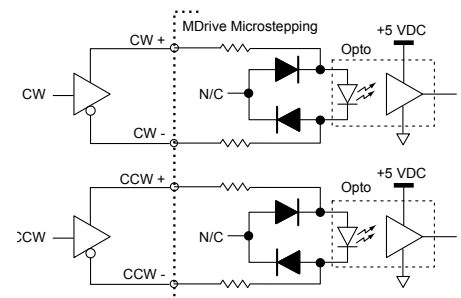 MDrive Microstepping
CW +
+5 VDC
Opto
CW
N/C
CW -
CCW +
+5 VDC
Opto
CCW
N/C
CCW -